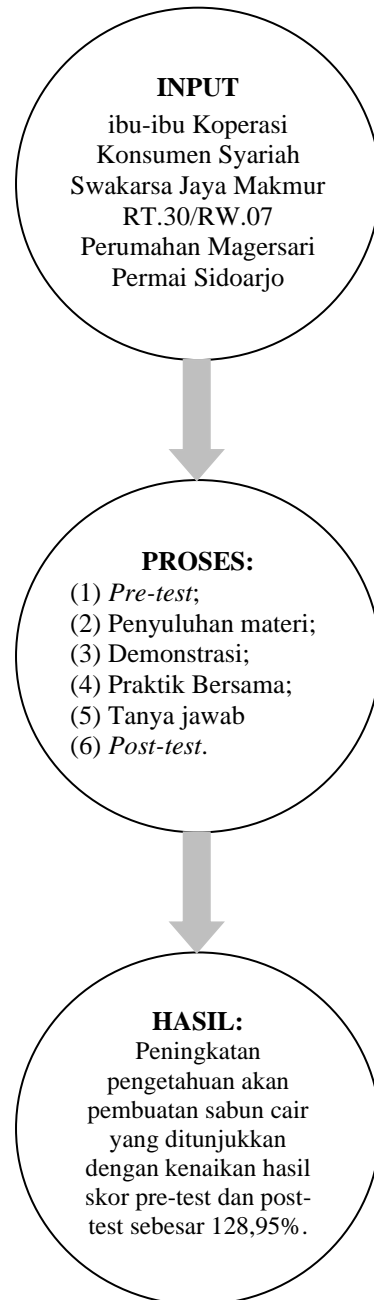 INPUT
ibu-ibu Koperasi
Konsumen Syariah
Swakarsa Jaya Makmur
RT.30/RW.07
Perumahan Magersari
Permai Sidoarjo
PROSES:
(1) Pre-test;
(2) Penyuluhan materi;
(3) Demonstrasi;
(4) Praktik Bersama;
(5) Tanya jawab
(6) Post-test.
HASIL:
Peningkatan
pengetahuan akan
pembuatan sabun cair
yang ditunjukkan
dengan kenaikan hasil
skor pre-test dan post-
test sebesar 128,95%.